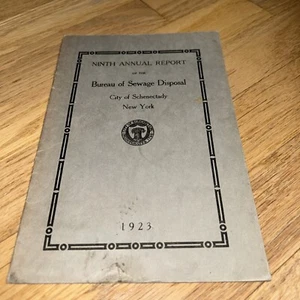 NINTH ANNUAL REPORT
OF THE
Bureau of Sewage Disposal
City of Schenectady
New York
1923